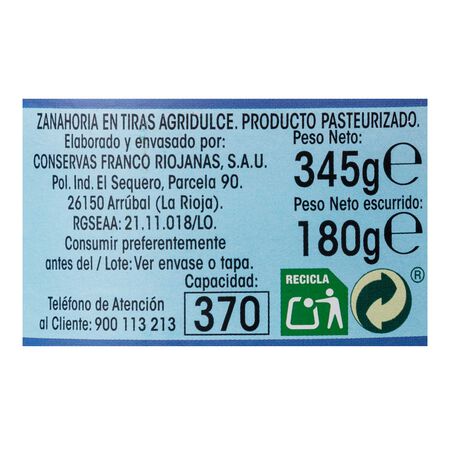 ZANAHORIA EN TIRAS AGRIDULCE. PRODUCTO PASTEURIZADO.
Elaborado y envasado por:
CONSERVAS FRANCO RIOJANAS, S.A.U.
Pol. Ind. El Sequero, Parcela 90.
26150 Arrúbal (La Rioja).
RGSEAA: 21.11.018/LO.
Consumir preferentemente
antes del / Lote: Ver envase o tapa.
Capacidad:
370
Teléfono de Atención
al Cliente: 900 113 213
Peso Neto:
345g℮
Peso Neto escurrido:
180g℮
RECICLA
®